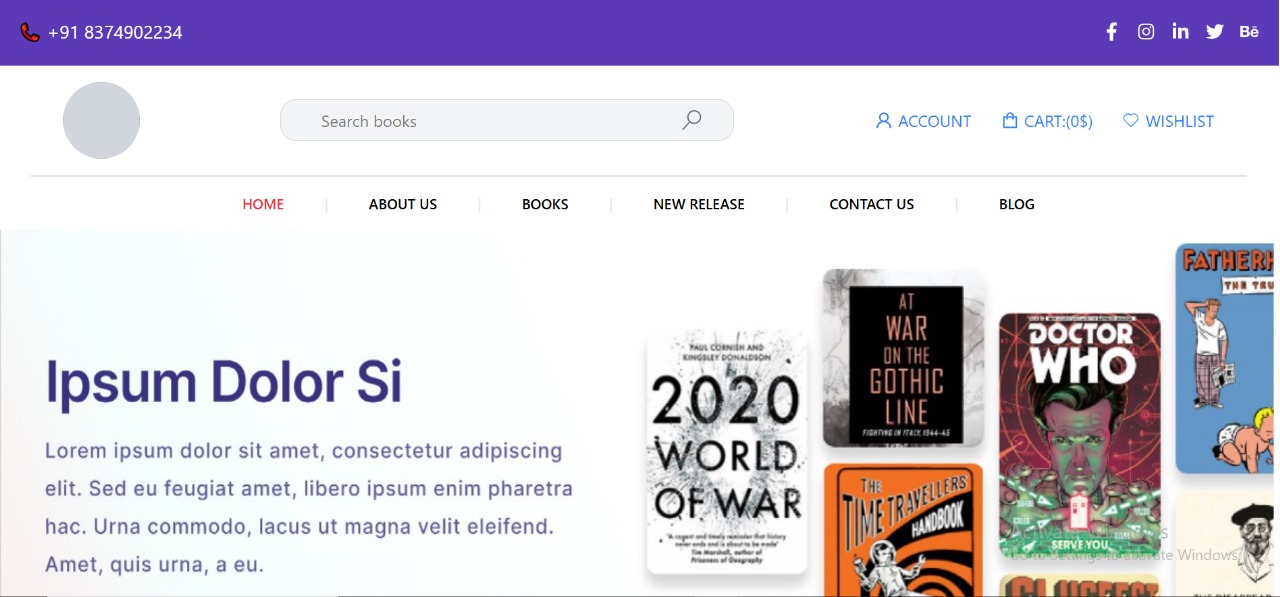 +91 8374902234
Bē
Search books
ACCOUNT
CART:(0$)
WISHLIST
HOME
ABOUT US
BOOKS
NEW RELEASE
CONTACT US
BLOG
Ipsum Dolor Si
Lorem ipsum dolor sit amet, consectetur adipiscing
elit. Sed eu feugiat amet, libero ipsum enim pharetra
hac. Urna commodo, lacus ut magna velit eleifend.
Amet, quis urna, a eu.
PAUL CORNISH AND
KINGSLEY DONALDSON
2020
WORLD
OF WAR
'A cogent and timely reminder that history
never ends and is about to be made'
Tim Marshall, author of
Prisoners of Geography
AT
WAR
ON THE
GOTHIC
LINE
FIGHTING IN ITALY, 1944-45
THE
TIME TRAVELLERS
HANDBOOK
DOCTOR
WHO
SERVE YOU
FATHERH
THE TRU
Activate Windows
Go to Settings to activate Windows.